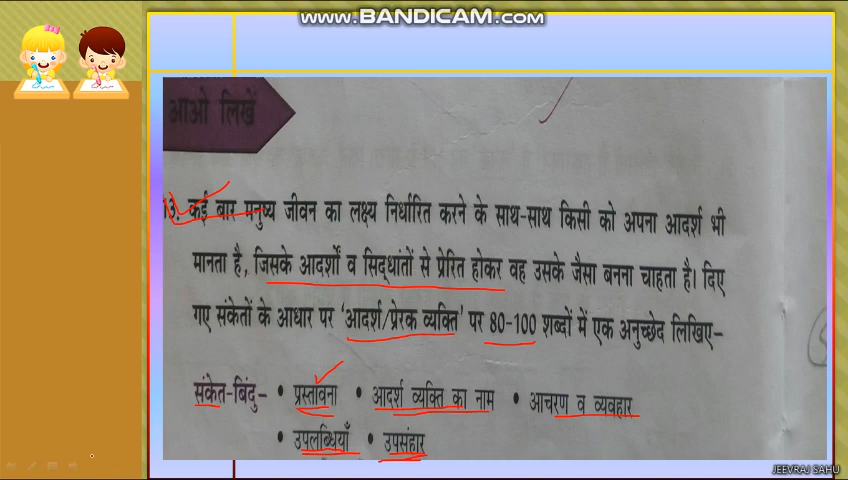 www.BANDICAM.com
आओ लिखें
13. कई बार मनुष्य जीवन का लक्ष्य निर्धारित करने के साथ-साथ किसी को अपना आदर्श भी
मानता है, जिसके आदर्शों व सिद्धांतों से प्रेरित होकर वह उसके जैसा बनना चाहता है। दिए
गए संकेतों के आधार पर 'आदर्श/प्रेरक व्यक्ति' पर 80-100 शब्दों में एक अनुच्छेद लिखिए–
संकेत-बिंदु- • प्रस्तावना • आदर्श व्यक्ति का नाम • आचरण व व्यवहार
• उपलब्धियाँ • उपसंहार
JEEVRAJ SAHU